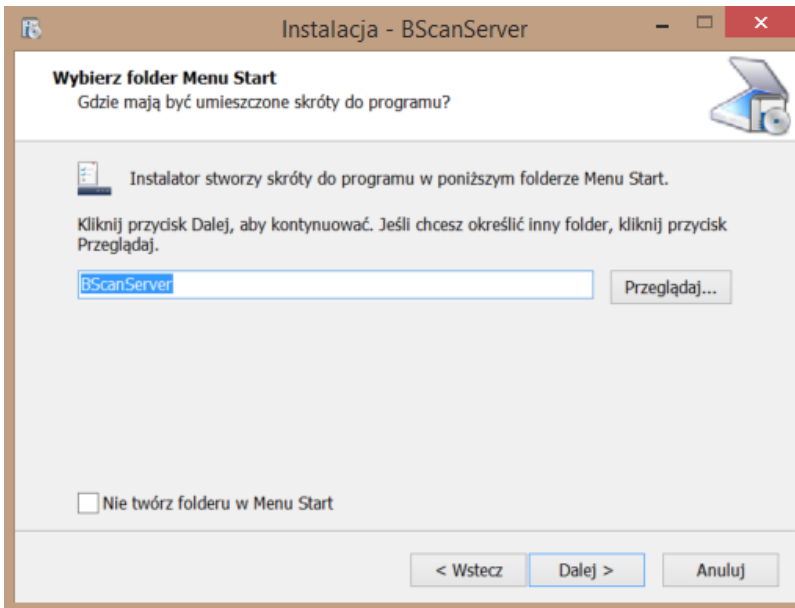 Instalacja - BScanServer
Wybierz folder Menu Start
Gdzie mają być umieszczone skróty do programu?
Instalator stworzy skróty do programu w poniższym folderze Menu Start.
Kliknij przycisk Dalej, aby kontynuować. Jeśli chcesz określić inny folder, kliknij przycisk
Przeglądaj.
BScanServer
Przeglądaj...
Nie twórz folderu w Menu Start
< Wstecz
Dalej >
Anuluj